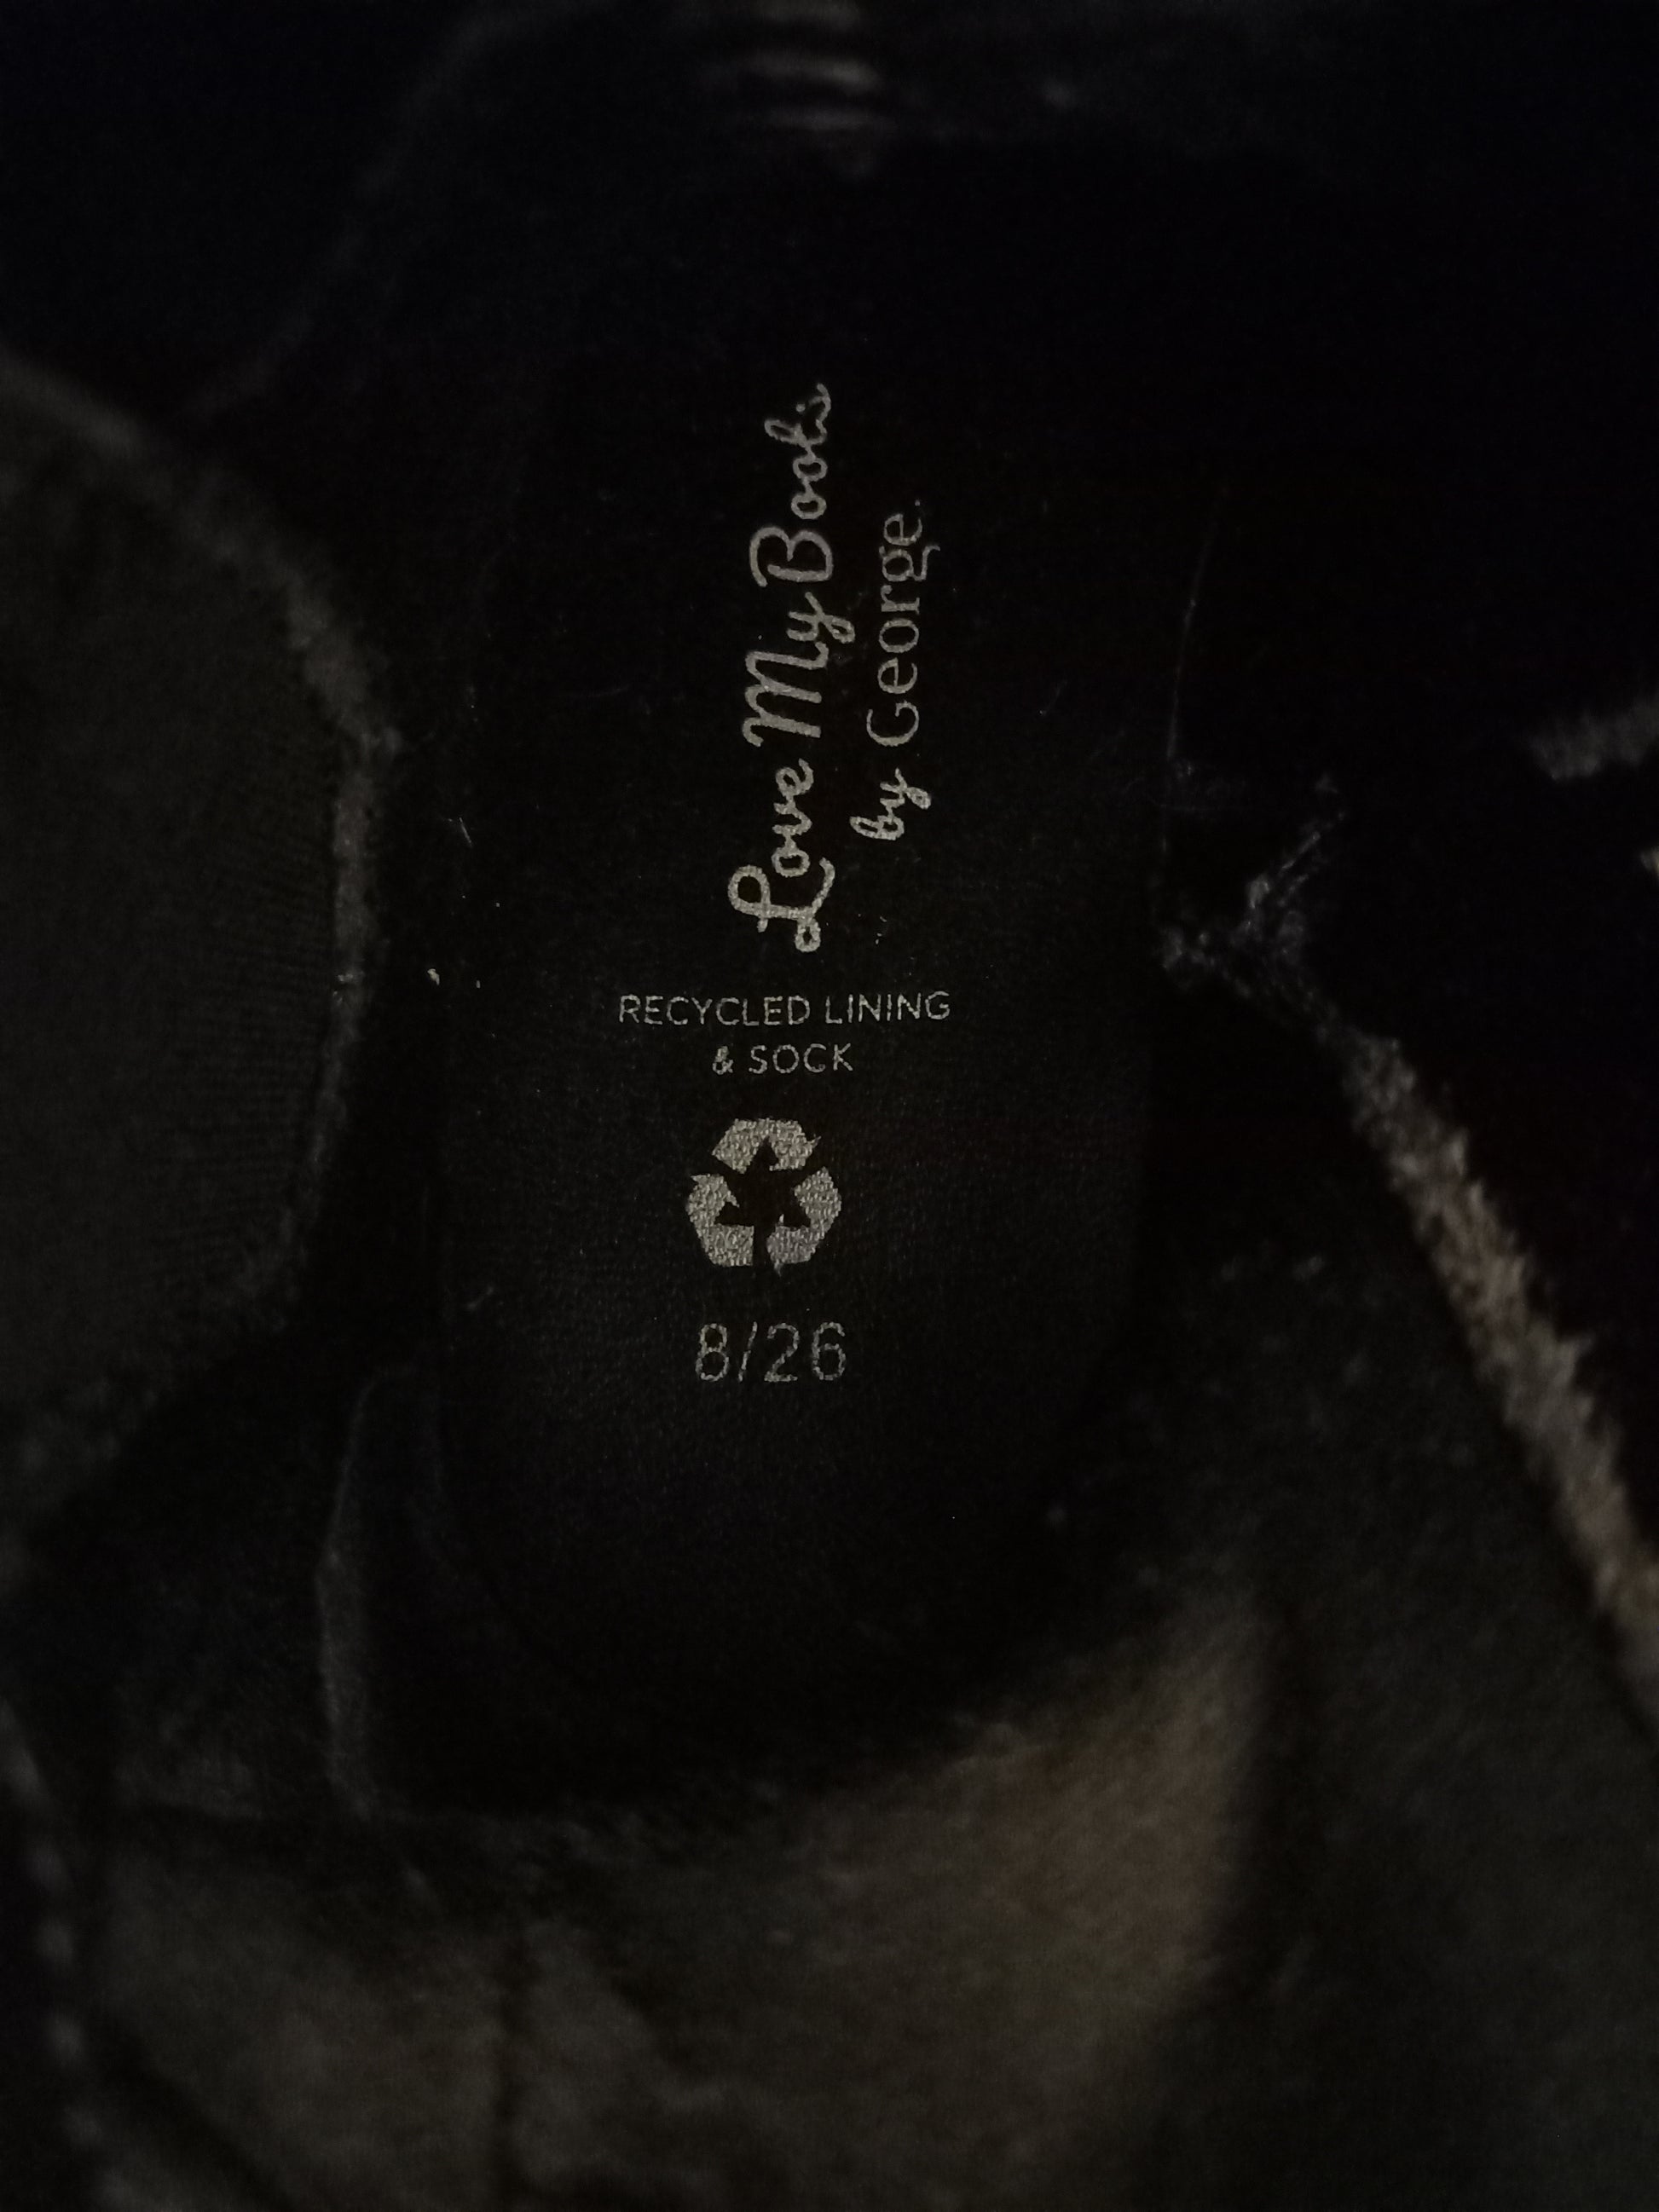 Love My Boots
by George.
RECYCLED LINING
& SOCK
8/26